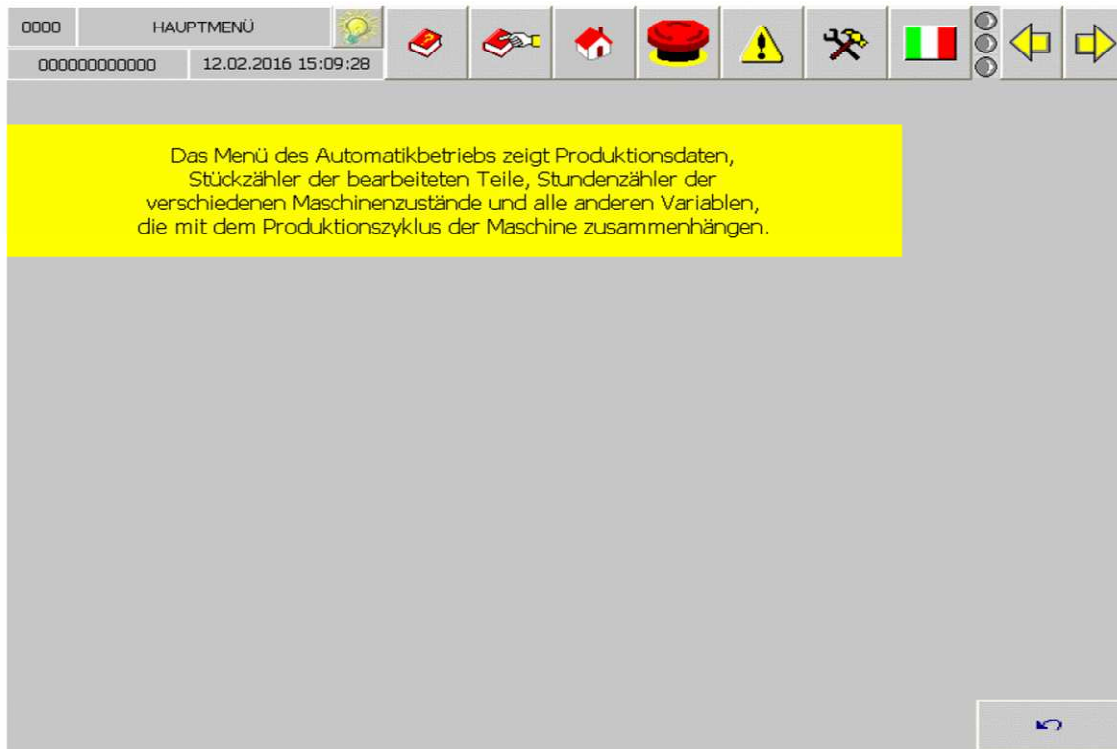 0000 HAUPTMENÜ
000000000000 12.02.2016 15:09:28
Das Menü des Automatikbetriebs zeigt Produktionsdaten,
Stückzähler der bearbeiteten Teile, Stundenzähler der
verschiedenen Maschinenzustände und alle anderen Variablen,
die mit dem Produktionszyklus der Maschine zusammenhängen.